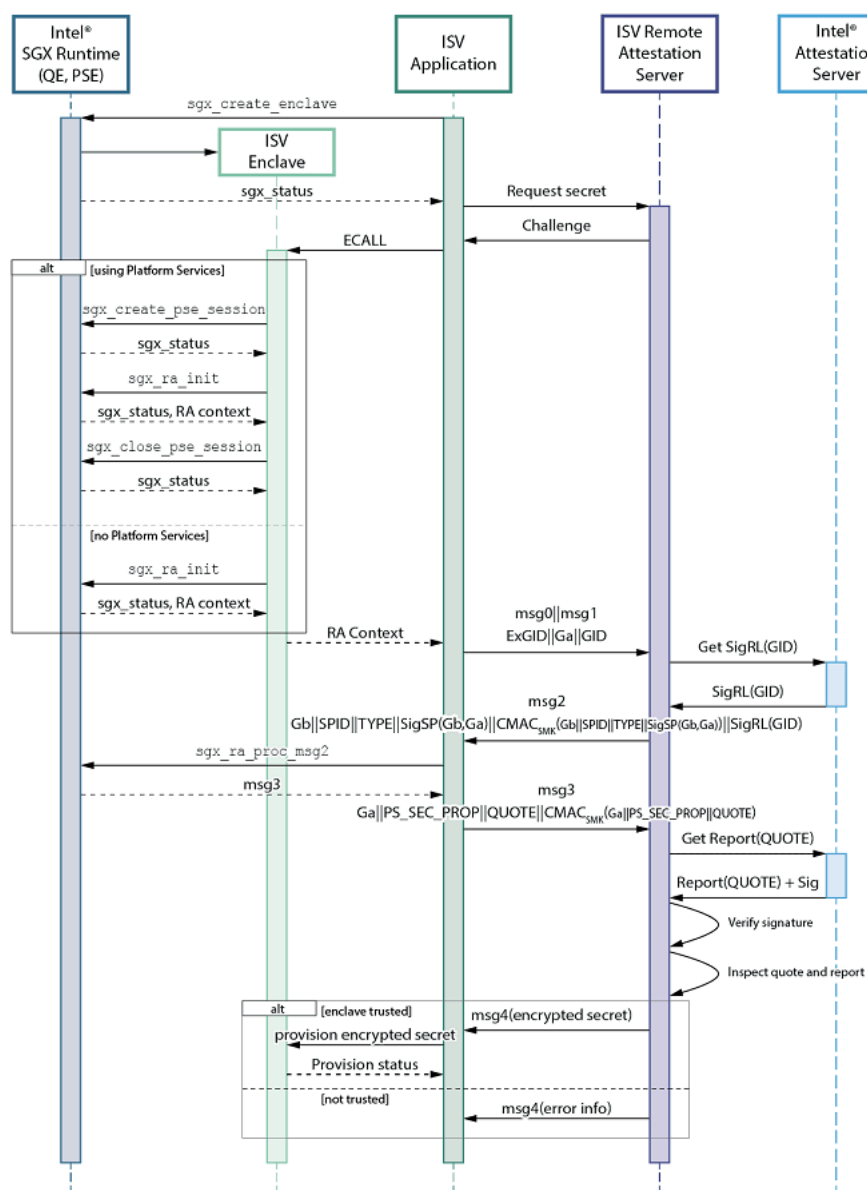 Intel®
SGX Runtime
(QE, PSE)
ISV
Application
ISV Remote
Attestation
Server
Intel®
Attestatio
Server
sgx_create_enclave
ISV
Enclave
sgx_status
Request secret
Challenge
ECALL
alt
[using Platform Services]
sgx_create_pse_session
sgx_status
sgx_ra_init
sgx_status, RA context
sgx_close_pse_session
sgx_status
[no Platform Services]
sgx_ra_init
sgx_status, RA context
RA Context
msg0||msg1
ExGID||Ga||GID
Get SigRL(GID)
SigRL(GID)
msg2
Gb||SPID||TYPE||SigSP(Gb,Ga)||CMAC_SMK(Gb||SPID||TYPE||SigSP(Gb,Ga))||SigRL(GID)
sgx_ra_proc_msg2
msg3
msg3
Ga||PS_SEC_PROP||QUOTE||CMAC_SMK(Ga||PS_SEC_PROP||QUOTE)
Get Report(QUOTE)
Report(QUOTE) + Sig
Verify signature
Inspect quote and report
alt
[enclave trusted]
msg4(encrypted secret)
provision encrypted secret
Provision status
[not trusted]
msg4(error info)